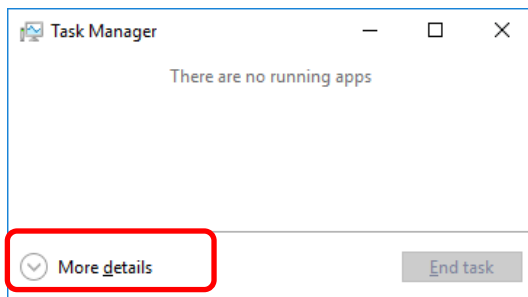 Task Manager
There are no running apps
More details
End task